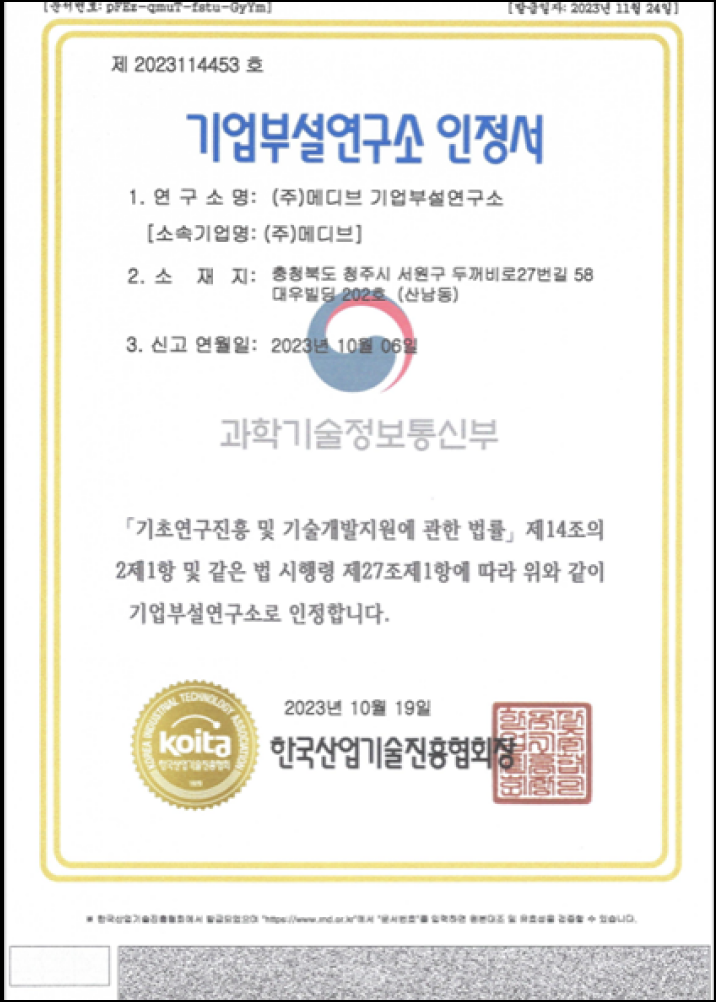 [문서번호: pFEz-qmuT-fstu-GyYm]
[발급일자: 2023년 11월 24일]
제 2023114453 호
기업부설연구소 인정서
1. 연 구 소 명: (주)메디브 기업부설연구소
[소속기업명: (주)메디브]
2. 소 재 지: 충청북도 청주시 서원구 두꺼비로27번길 58
대우빌딩 202호 (산남동)
3. 신고 연월일: 2023년 10월 06일
과학기술정보통신부
「기초연구진흥 및 기술개발지원에 관한 법률」 제14조의
2제1항 및 같은 법 시행령 제27조제1항에 따라 위와 같이
기업부설연구소로 인정합니다.
KOREA INDUSTRIAL TECHNOLOGY ASSOCIATION
koita
한국산업기술진흥협회
2023년 10월 19일
한국산업기술진흥협회장
※ 한국산업기술진흥협회에서 발급되었으며 "https://www.rnd.or.kr"에서 "문서번호"를 입력하면 원본대조 및 유효성을 검증할 수 있습니다.